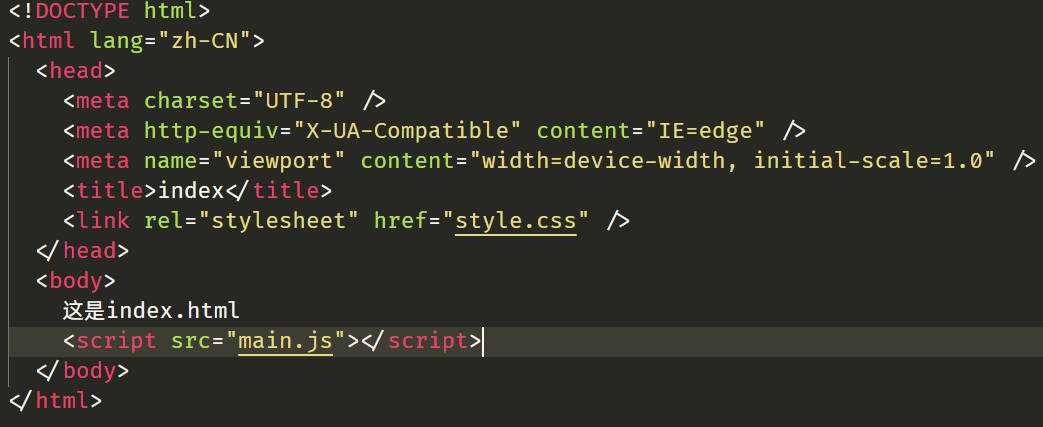 <!DOCTYPE html>
<html lang="zh-CN">
<head>
<meta charset="UTF-8" />
<meta http-equiv="X-UA-Compatible" content="IE=edge" />
<meta name="viewport" content="width=device-width, initial-scale=1.0" />
<title>index</title>
<link rel="stylesheet" href="style.css" />
</head>
<body>
这是index.html
<script src="main.js"></script>
</body>
</html>